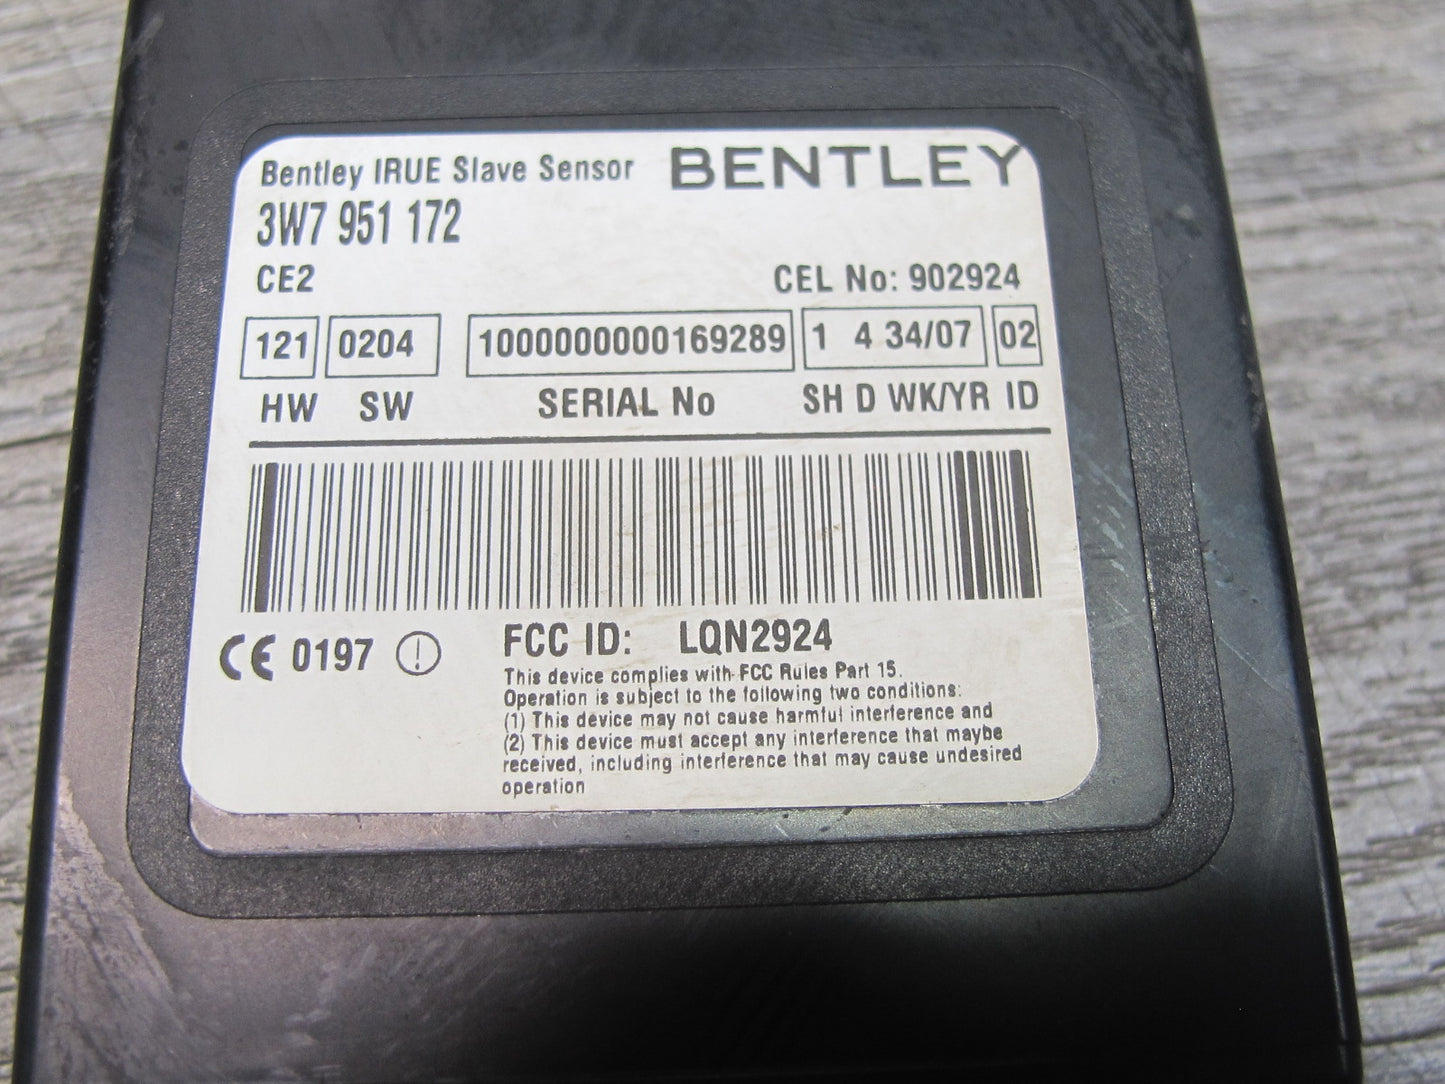 Bentley IRUE Slave Sensor BENTLEY
3W7 951 172
CE2 CEL No: 902924
121 0204 1000000000169289 1 4 34/07 02
HW SW SERIAL No SH D WK/YR ID
CE 0197 FCC ID: LQN2924
This device complies with FCC Rules Part 15.
Operation is subject to the following two conditions:
(1) This device may not cause harmful interference and
(2) This device must accept any interference that maybe
received, including interference that may cause undesired
operation